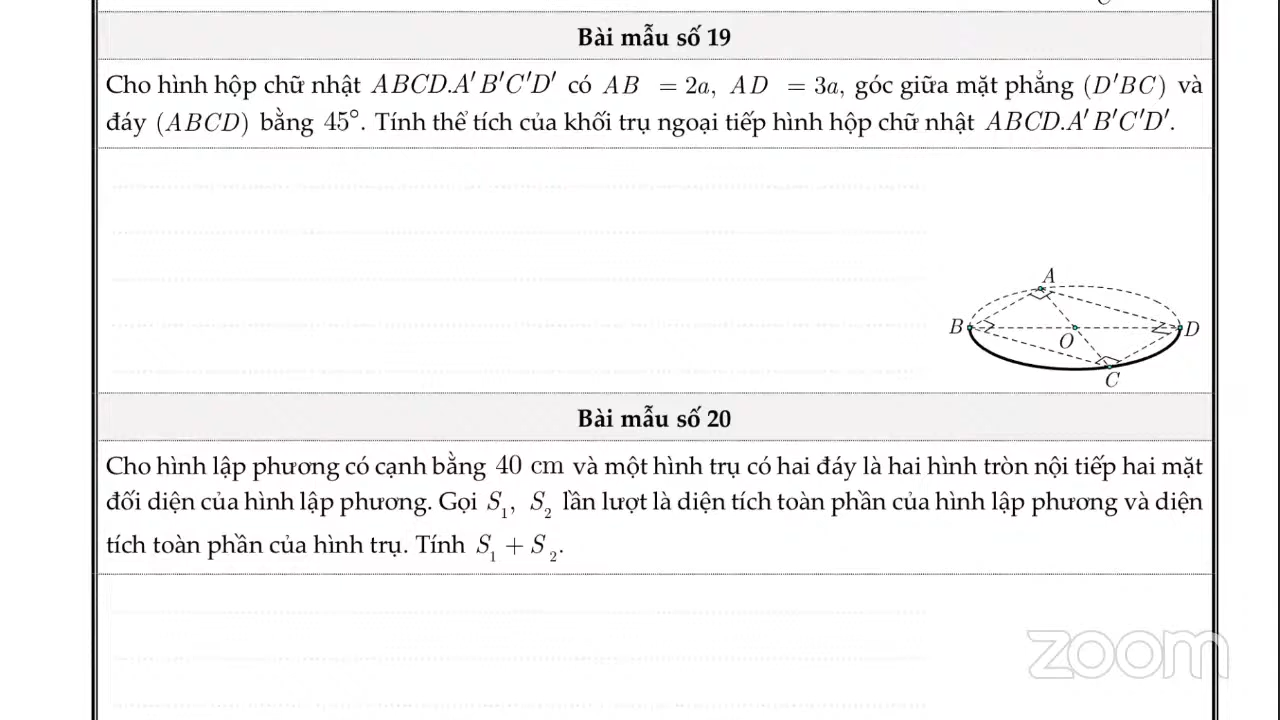 Bài mẫu số 19
Cho hình hộp chữ nhật ABCD.A'B'C'D' có AB = 2a, AD = 3a, góc giữa mặt phẳng (D'BC) và
đáy (ABCD) bằng 45°. Tính thể tích của khối trụ ngoại tiếp hình hộp chữ nhật ABCD.A'B'C'D'.
A
B
O
D
C
Bài mẫu số 20
Cho hình lập phương có cạnh bằng 40 cm và một hình trụ có hai đáy là hai hình tròn nội tiếp hai mặt
đối diện của hình lập phương. Gọi S₁, S₂ lần lượt là diện tích toàn phần của hình lập phương và diện
tích toàn phần của hình trụ. Tính S₁ + S₂.
zoom